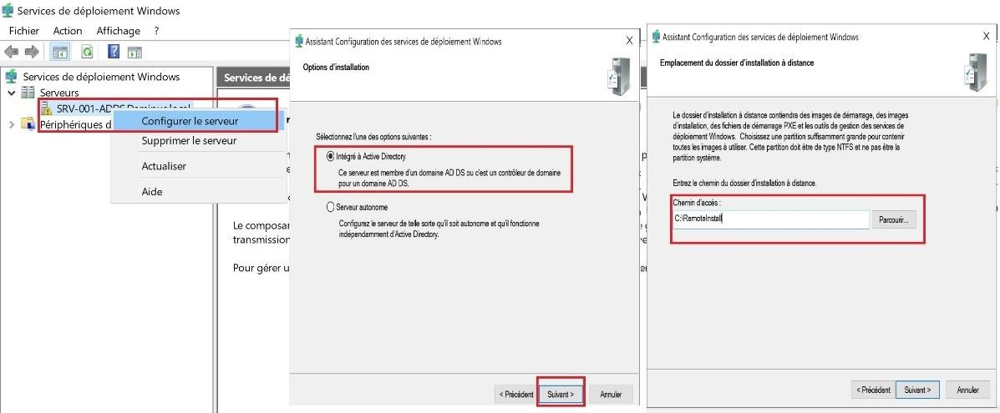 Services de déploiement Windows
Fichier Action Affichage ?
Services de déploiement Windows
Serveurs
SRV-001-ADDS.Dominus.local
Périphériques d
Configurer le serveur
Supprimer le serveur
Actualiser
Aide
Services de dé
Le composan
transmission
Pour gérer u
Assistant Configuration des services de déploiement Windows
X
Options d'installation
Sélectionnez l'une des options suivantes :
Intégré à Active Directory
Ce serveur est membre d'un domaine AD DS ou c'est un contrôleur de domaine
pour un domaine AD DS.
Serveur autonome
Configurez le serveur de telle sorte qu'il soit autonome et qu'il fonctionne
indépendamment d'Active Directory.
< Précédent Suivant > Annuler
Assistant Configuration des services de déploiement Windows
X
Emplacement du dossier d'installation à distance
Le dossier d'installation à distance contiendra des images de démarrage, des images
d'installation, des fichiers de démarrage PXE et les outils de gestion des services de
déploiement Windows. Choisissez une partition suffisamment grande pour contenir
toutes les images à utiliser. Cette partition doit être de type NTFS et ne pas être la
partition système.
Entrez le chemin du dossier d'installation à distance.
Chemin d'accès :
C:\RemoteInstall
Parcourir...
< Précédent Suivant > Annuler